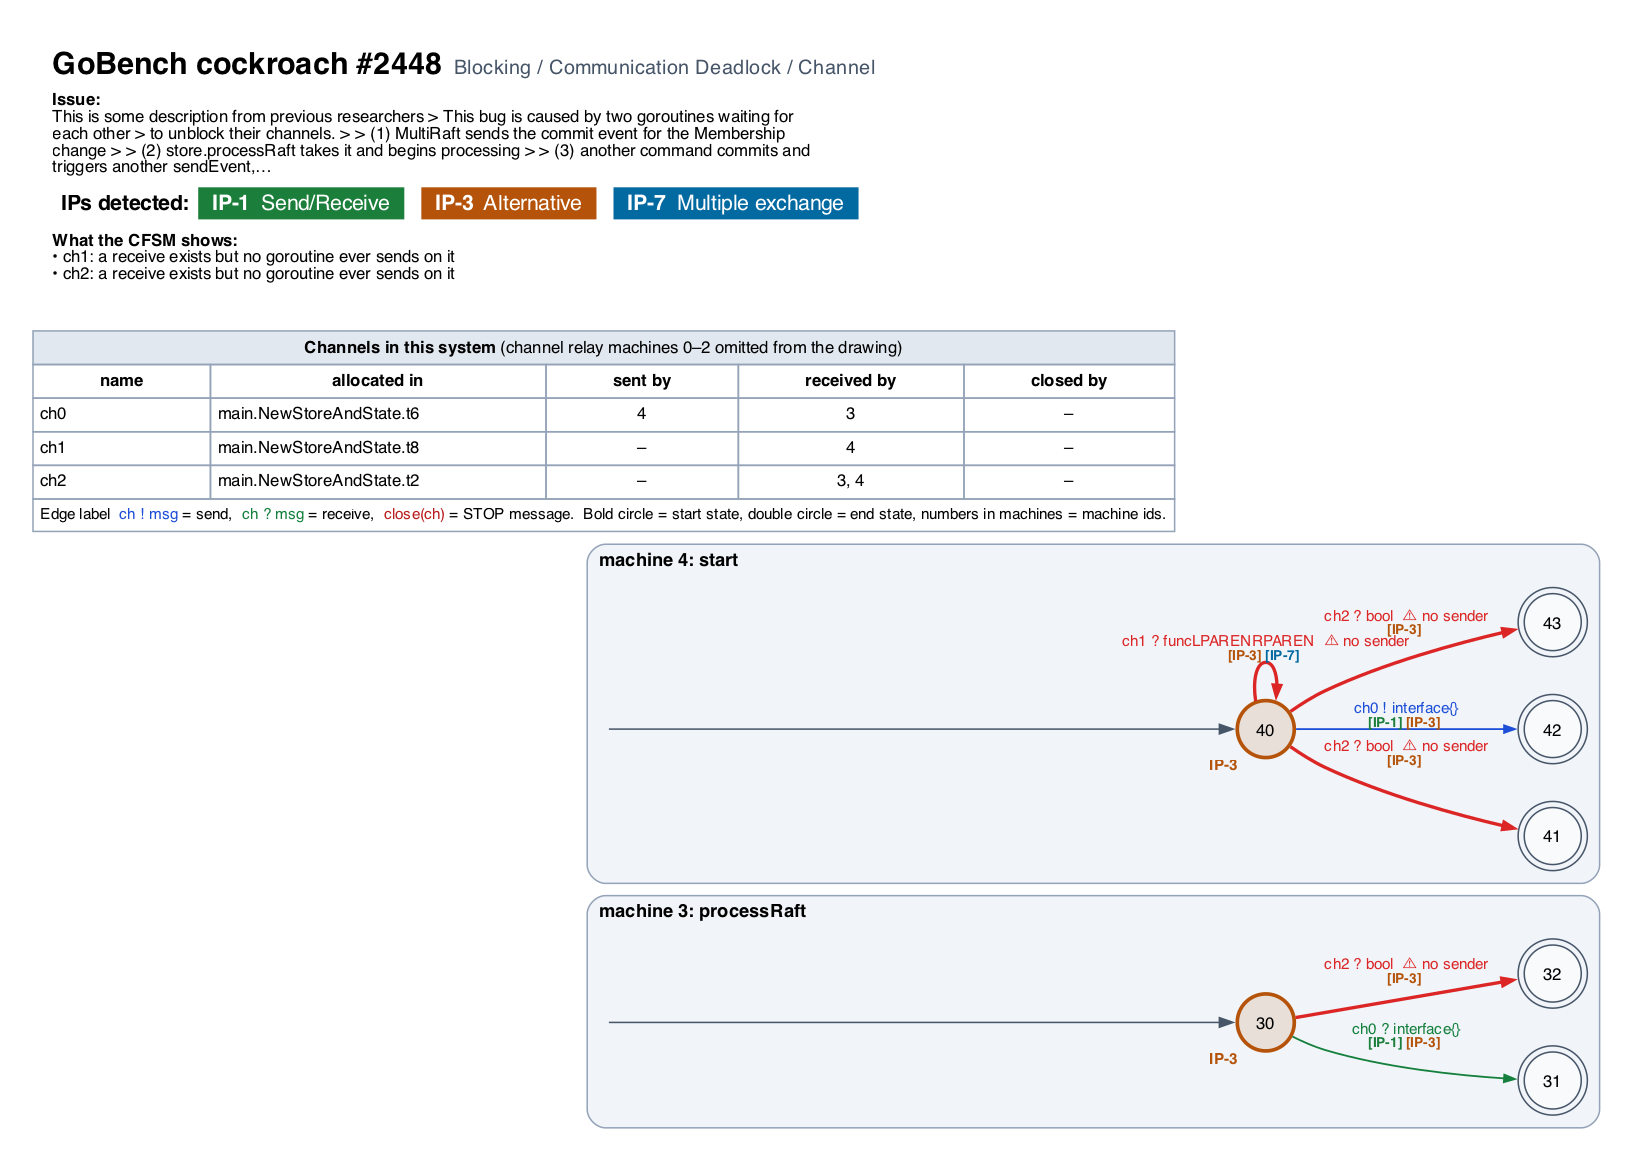 GoBench cockroach #2448 Blocking / Communication Deadlock / Channel
Issue:
This is some description from previous researchers > This bug is caused by two goroutines waiting for
each other > to unblock their channels. > > (1) MultiRaft sends the commit event for the Membership
change > > (2) store.processRaft takes it and begins processing > > (3) another command commits and
triggers another sendEvent,…
IPs detected: IP-1 Send/Receive IP-3 Alternative IP-7 Multiple exchange
What the CFSM shows:
• ch1: a receive exists but no goroutine ever sends on it
• ch2: a receive exists but no goroutine ever sends on it
Channels in this system (channel relay machines 0–2 omitted from the drawing)
name allocated in sent by received by closed by
ch0 main.NewStoreAndState.t6 4 3 –
ch1 main.NewStoreAndState.t8 – 4 –
ch2 main.NewStoreAndState.t2 – 3, 4 –
Edge label ch ! msg = send, ch ? msg = receive, close(ch) = STOP message. Bold circle = start state, double circle = end state, numbers in machines = machine ids.
machine 4: start
ch2 ? bool ⚠ no sender
[IP-3]
43
ch1 ? funcLPARENRPAREN ⚠ no sender
[IP-3] [IP-7]
ch0 ! interface{}
[IP-1] [IP-3]
40
42
IP-3
ch2 ? bool ⚠ no sender
[IP-3]
41
machine 3: processRaft
ch2 ? bool ⚠ no sender
[IP-3]
32
30
IP-3
ch0 ? interface{}
[IP-1] [IP-3]
31